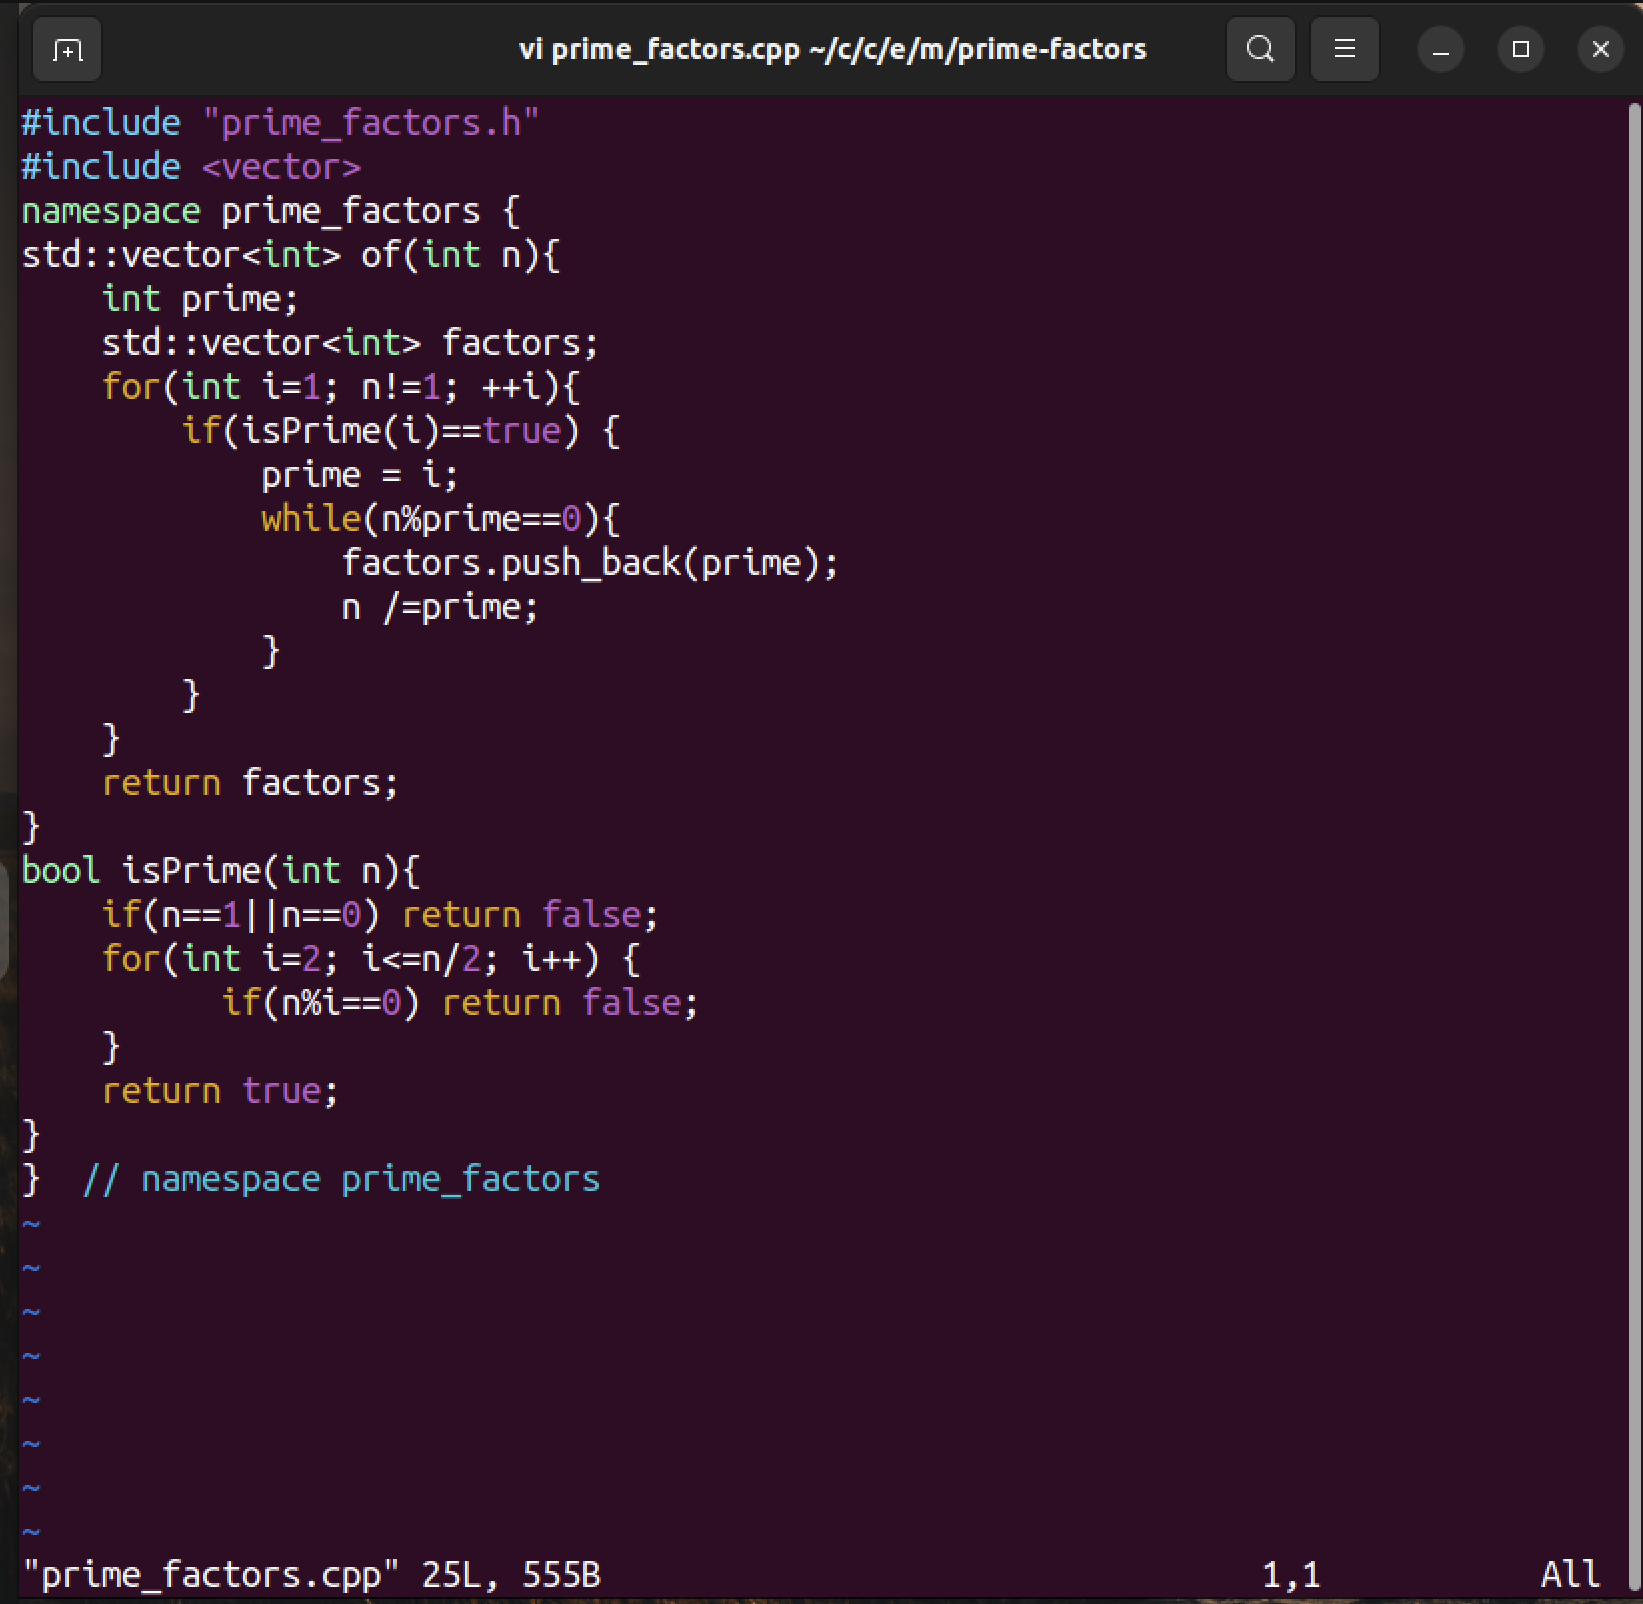 vi prime_factors.cpp ~/c/c/e/m/prime-factors
#include "prime_factors.h"
#include <vector>
namespace prime_factors {
std::vector<int> of(int n){
    int prime;
    std::vector<int> factors;
    for(int i=1; n!=1; ++i){
        if(isPrime(i)==true) {
            prime = i;
            while(n%prime==0){
                factors.push_back(prime);
                n /=prime;
            }
        }
    }
    return factors;
}
bool isPrime(int n){
    if(n==1||n==0) return false;
    for(int i=2; i<=n/2; i++) {
          if(n%i==0) return false;
    }
    return true;
}
}  // namespace prime_factors
~
~
~
~
~
~
~
~
"prime_factors.cpp" 25L, 555B 1,1 All